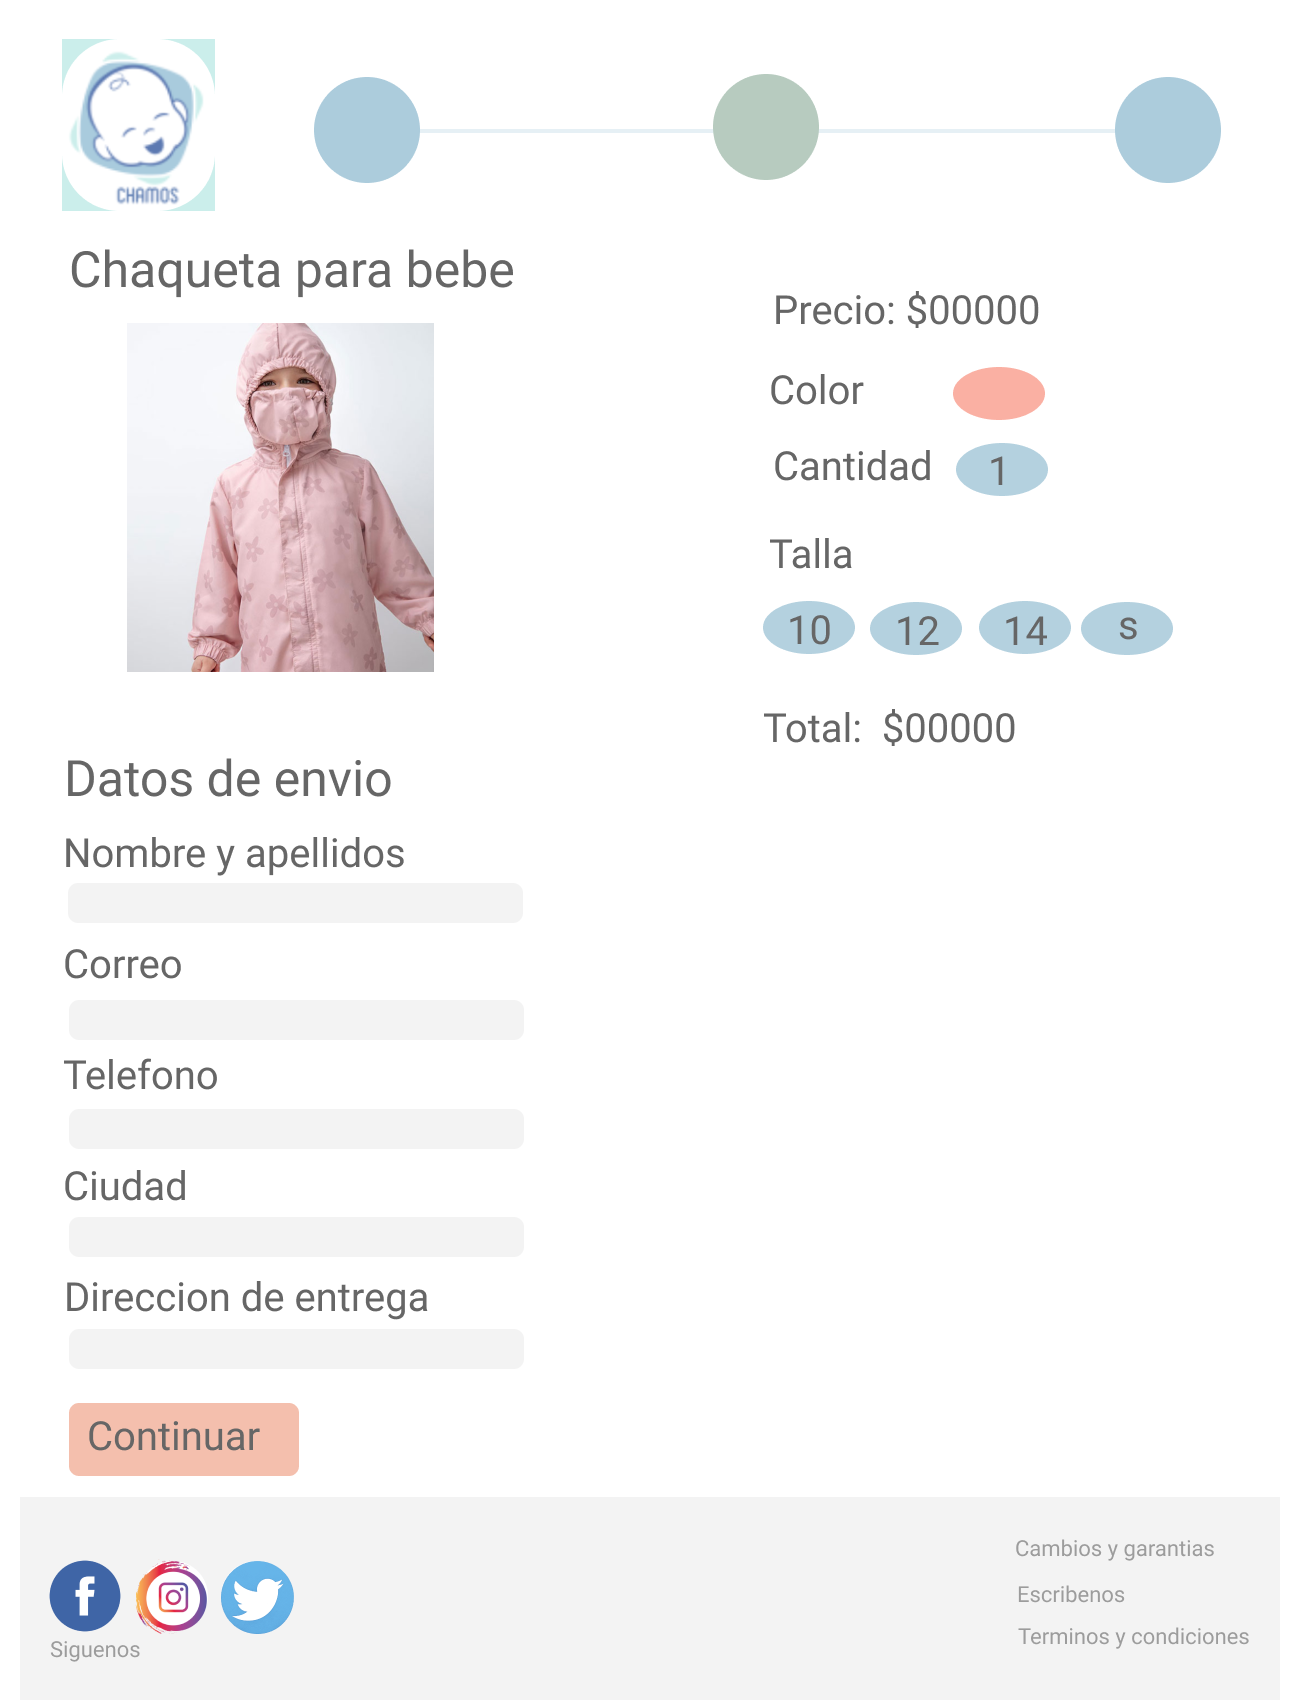 CHAMOS
Chaqueta para bebe
Precio: $00000
Color
Cantidad 1
Talla
10 12 14 s
Total: $00000
Datos de envio
Nombre y apellidos
Correo
Telefono
Ciudad
Direccion de entrega
Continuar
Siguenos
Cambios y garantias
Escribenos
Terminos y condiciones